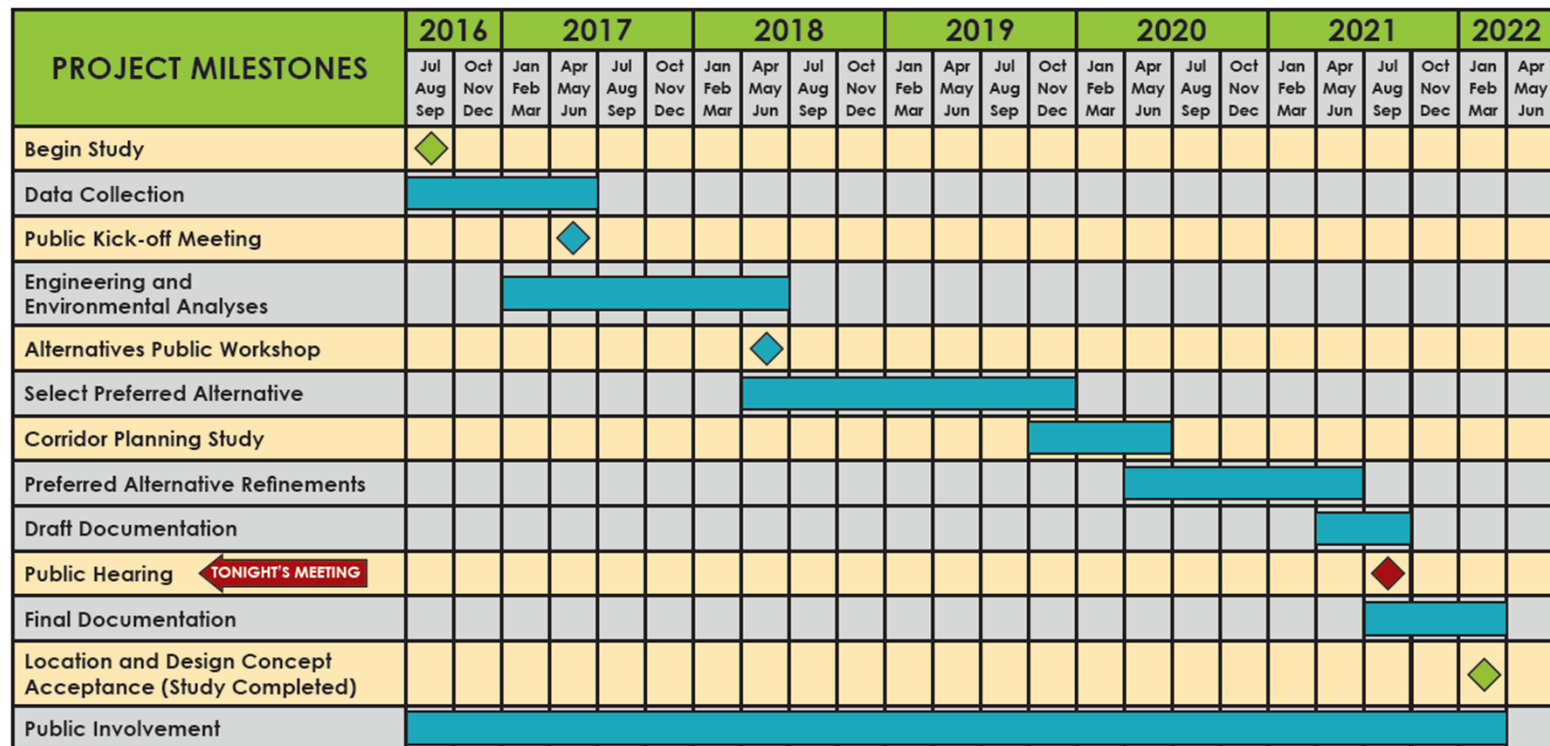 PROJECT MILESTONES
2016 2017 2018 2019 2020 2021 2022
Jul Oct Jan Apr Jul Oct Jan Apr Jul Oct Jan Apr Jul Oct Jan Apr Jul Oct Jan Apr Jul Oct Jan Apr
Aug Nov Feb May Aug Nov Feb May Aug Nov Feb May Aug Nov Feb May Aug Nov Feb May Aug Nov Feb May
Sep Dec Mar Jun Sep Dec Mar Jun Sep Dec Mar Jun Sep Dec Mar Jun Sep Dec Mar Jun Sep Dec Mar Jun
Begin Study
Data Collection
Public Kick-off Meeting
Engineering and
Environmental Analyses
Alternatives Public Workshop
Select Preferred Alternative
Corridor Planning Study
Preferred Alternative Refinements
Draft Documentation
Public Hearing TONIGHT'S MEETING
Final Documentation
Location and Design Concept
Acceptance (Study Completed)
Public Involvement